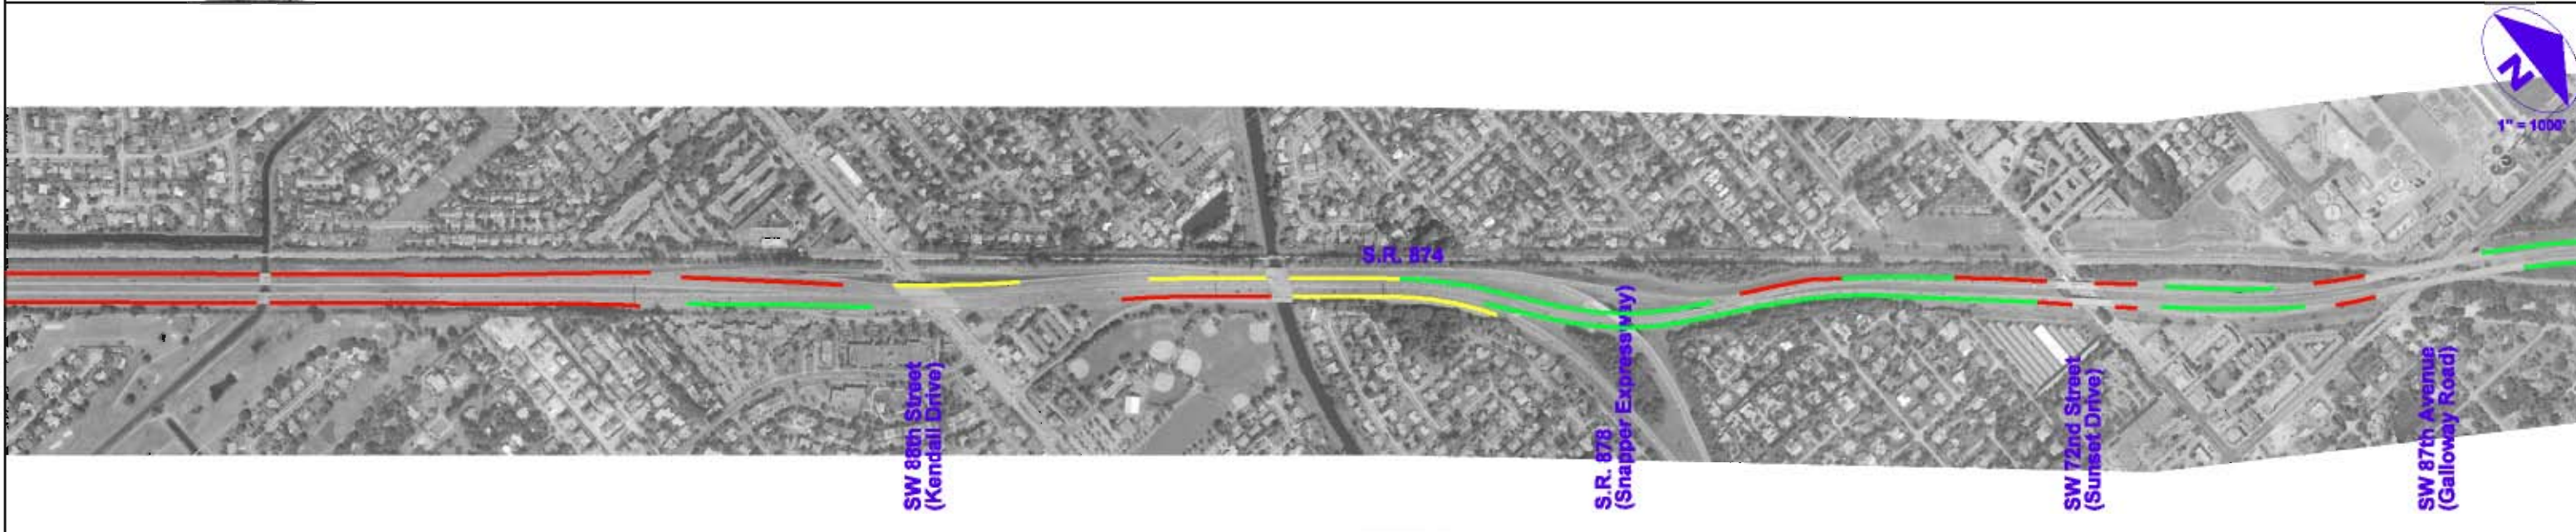 N
1" = 1000'
S.R. 874
SW 88th Street
(Kendall Drive)
S.R. 878
(Snapper Expressway)
SW 72nd Street
(Sunset Drive)
SW 87th Avenue
(Galloway Road)